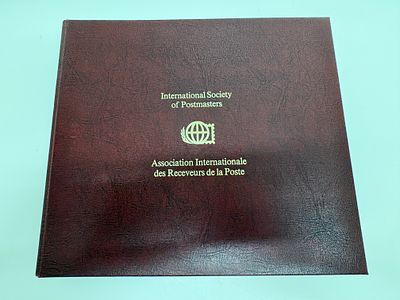 International Society
of Postmasters
Association Internationale
des Receveurs de la Poste